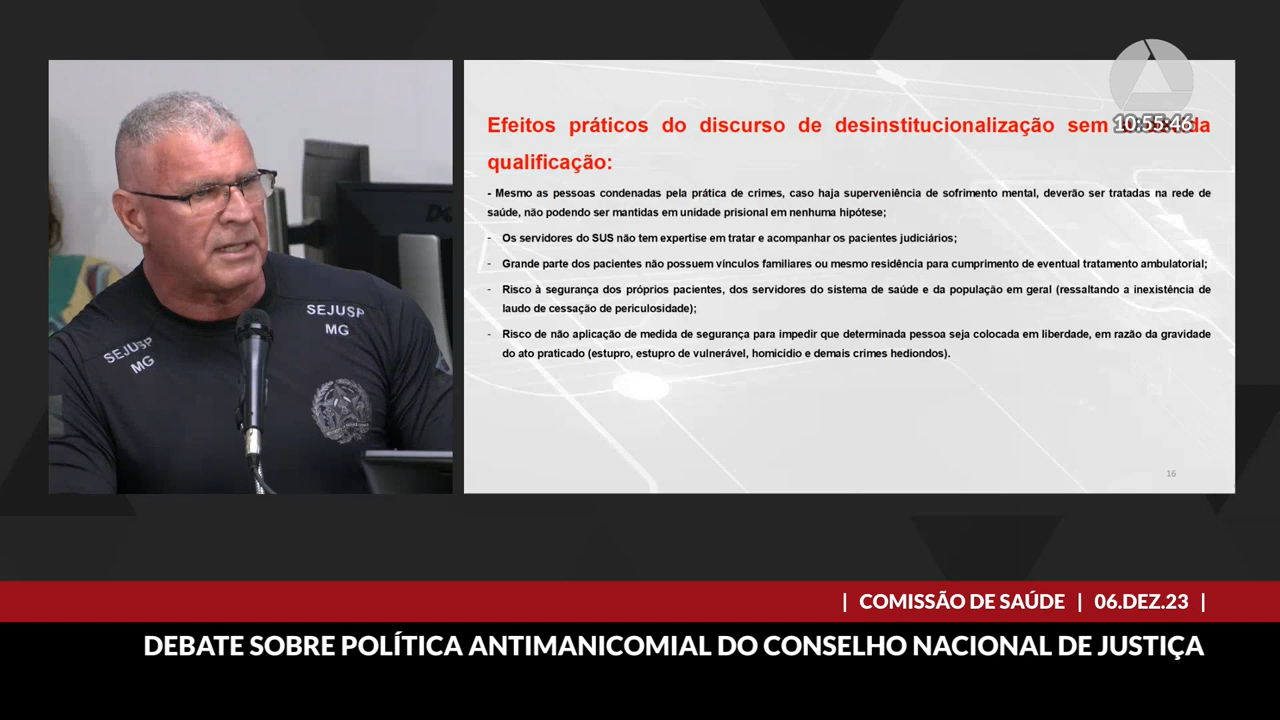 10:55:46
Efeitos práticos do discurso de desinstitucionalização sem
qualificação:
- Mesmo as pessoas condenadas pela prática de crimes, caso haja superveniência de sofrimento mental, deverão ser tratadas na rede de
saúde, não podendo ser mantidas em unidade prisional em nenhuma hipótese;
- Os servidores do SUS não tem expertise em tratar e acompanhar os pacientes judiciários;
- Grande parte dos pacientes não possuem vínculos familiares ou mesmo residência para cumprimento de eventual tratamento ambulatorial;
- Risco à segurança dos próprios pacientes, dos servidores do sistema de saúde e da população em geral (ressaltando a inexistência de
laudo de cessação de periculosidade);
- Risco de não aplicação de medida de segurança para impedir que determinada pessoa seja colocada em liberdade, em razão da gravidade
do ato praticado (estupro, estupro de vulnerável, homicídio e demais crimes hediondos).
16
SEJUSP
MG
SEJUSP
MG
| COMISSÃO DE SAÚDE | 06.DEZ.23 |
DEBATE SOBRE POLÍTICA ANTIMANICOMIAL DO CONSELHO NACIONAL DE JUSTIÇA